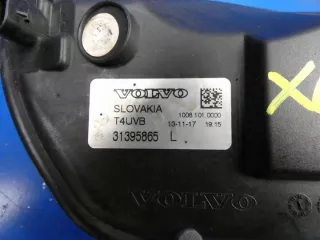 VOLVO
SLOVAKIA
1008 101 0000
T4UVB
13-11-17 19:15
31395865 L
VOLVO